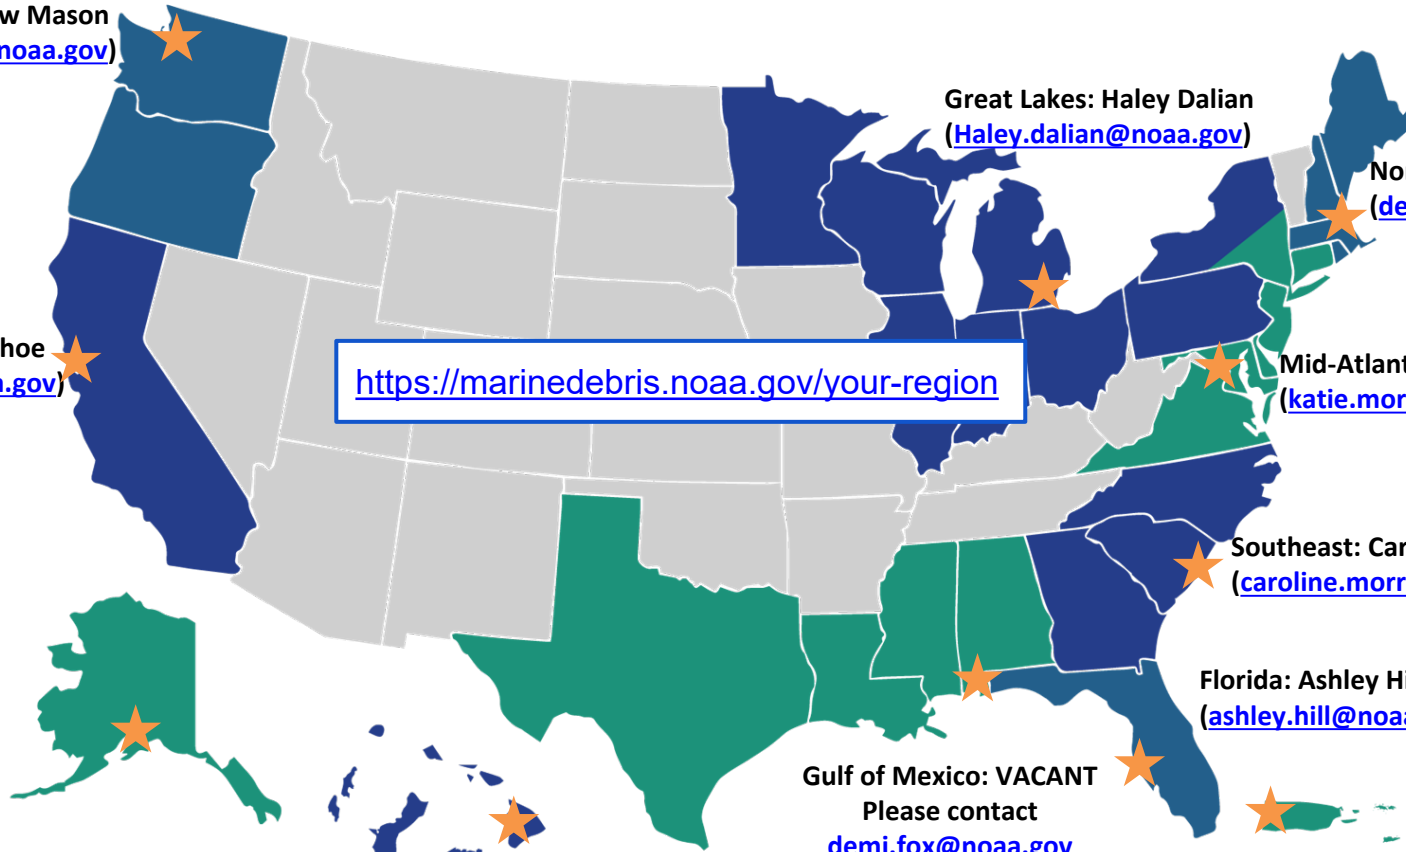 Mason
noaa.gov)
Great Lakes: Haley Dalian
(Haley.dalian@noaa.gov)
(de
hoe
.gov)
https://marinedebris.noaa.gov/your-region
Mid-Atlant
(katie.mor
Southeast: Car
(caroline.morr
Florida: Ashley Hi
(ashley.hill@noaa
Gulf of Mexico: VACANT
Please contact
demi.fox@noaa.gov